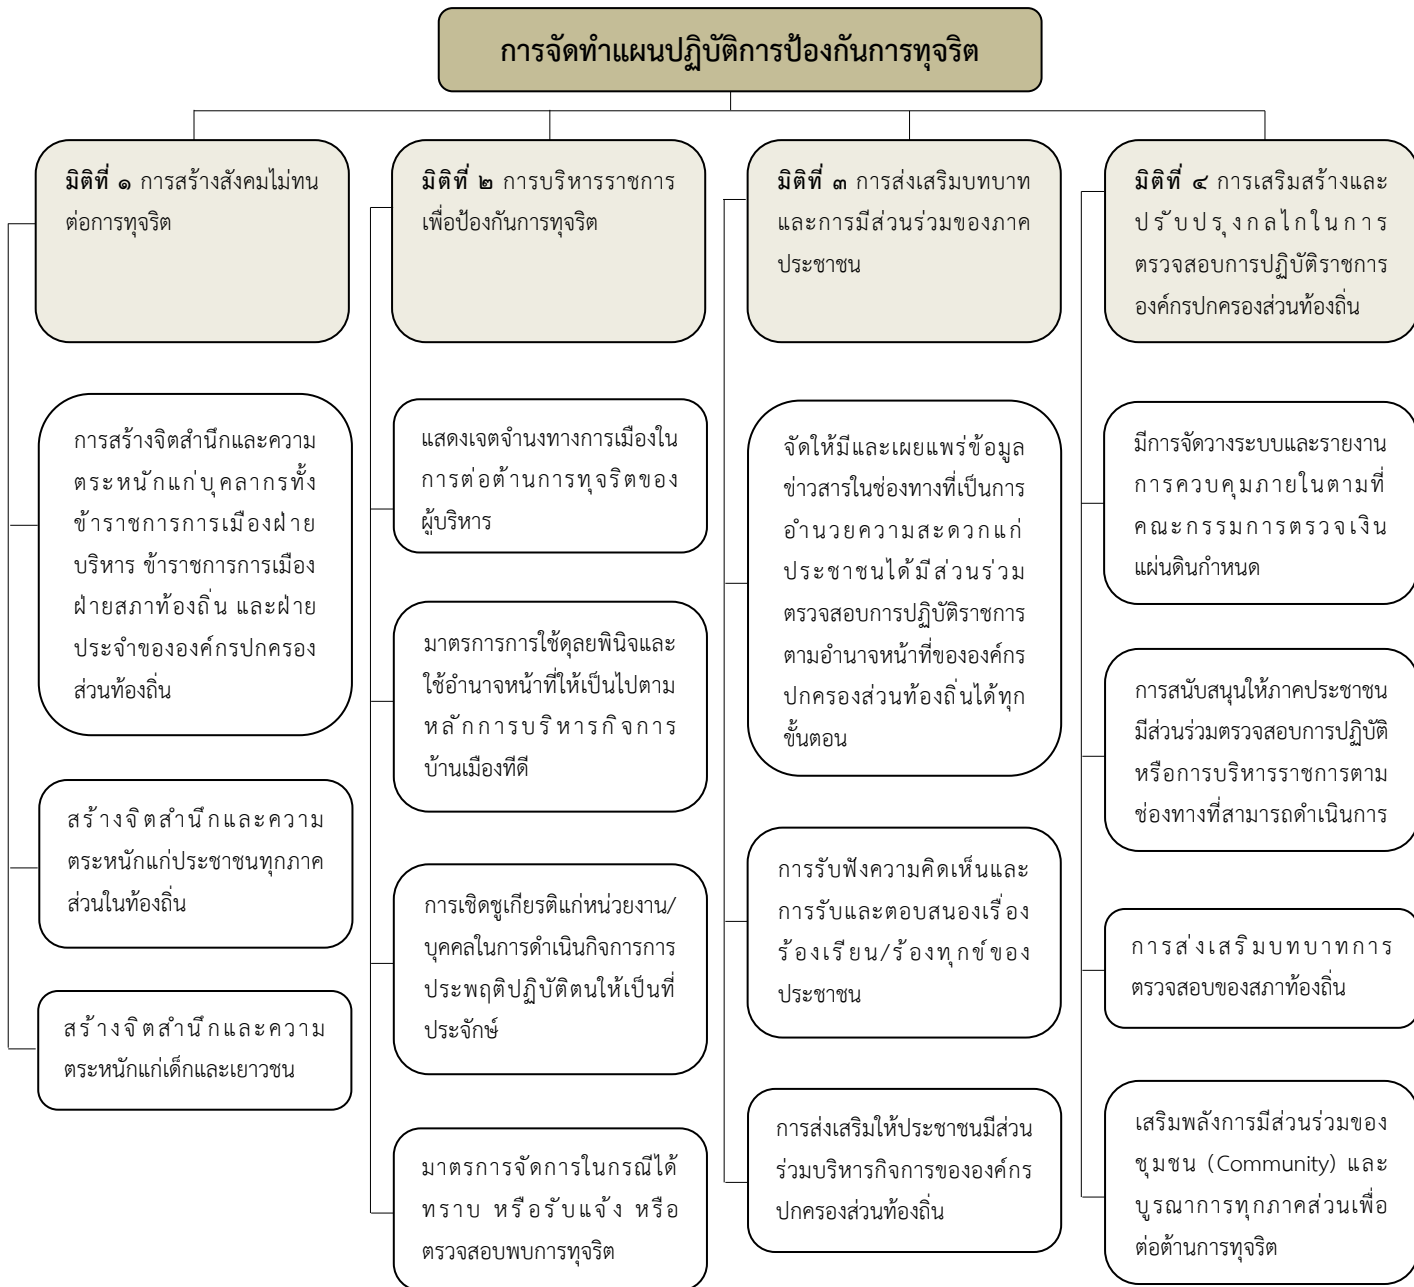 การจัดทำแผนปฏิบัติการป้องกันการทุจริต
มิติที่ ๑ การสร้างสังคมไม่ทน
ต่อการทุจริต
การสร้างจิตสำนึกและความ
ตระหนักแก่บุคลากรทั้ง
ข้าราชการการเมืองฝ่าย
บริหาร ข้าราชการการเมือง
ฝ่ายสภาท้องถิ่น และฝ่าย
ประจำขององค์กรปกครอง
ส่วนท้องถิ่น
สร้างจิตสำนึกและความ
ตระหนักแก่ประชาชนทุกภาค
ส่วนในท้องถิ่น
สร้างจิตสำนึกและความ
ตระหนักแก่เด็กและเยาวชน
มิติที่ ๒ การบริหารราชการ
เพื่อป้องกันการทุจริต
แสดงเจตจำนงทางการเมืองใน
การต่อต้านการทุจริตของ
ผู้บริหาร
มาตรการการใช้ดุลยพินิจและ
ใช้อำนาจหน้าที่ให้เป็นไปตาม
หลักการบริหารกิจการ
บ้านเมืองทีดี
การเชิดชูเกียรติแก่หน่วยงาน/
บุคคลในการดำเนินกิจการการ
ประพฤติปฏิบัติตนให้เป็นที่
ประจักษ์
มาตรการจัดการในกรณีได้
ทราบ หรือรับแจ้ง หรือ
ตรวจสอบพบการทุจริต
มิติที่ ๓ การส่งเสริมบทบาท
และการมีส่วนร่วมของภาค
ประชาชน
จัดให้มีและเผยแพร่ข้อมูล
ข่าวสารในช่องทางที่เป็นการ
อำนวยความสะดวกแก่
ประชาชนได้มีส่วนร่วม
ตรวจสอบการปฏิบัติราชการ
ตามอำนาจหน้าที่ขององค์กร
ปกครองส่วนท้องถิ่นได้ทุก
ขั้นตอน
การรับฟังความคิดเห็นและ
การรับและตอบสนองเรื่อง
ร้องเรียน/ร้องทุกข์ของ
ประชาชน
การส่งเสริมให้ประชาชนมีส่วน
ร่วมบริหารกิจการขององค์กร
ปกครองส่วนท้องถิ่น
มิติที่ ๔ การเสริมสร้างและ
ปรับปรุงกลไกในการ
ตรวจสอบการปฏิบัติราชการ
องค์กรปกครองส่วนท้องถิ่น
มีการจัดวางระบบและรายงาน
การควบคุมภายในตามที่
คณะกรรมการตรวจเงิน
แผ่นดินกำหนด
การสนับสนุนให้ภาคประชาชน
มีส่วนร่วมตรวจสอบการปฏิบัติ
หรือการบริหารราชการตาม
ช่องทางที่สามารถดำเนินการ
การส่งเสริมบทบาทการ
ตรวจสอบของสภาท้องถิ่น
เสริมพลังการมีส่วนร่วมของ
ชุมชน (Community) และ
บูรณาการทุกภาคส่วนเพื่อ
ต่อต้านการทุจริต